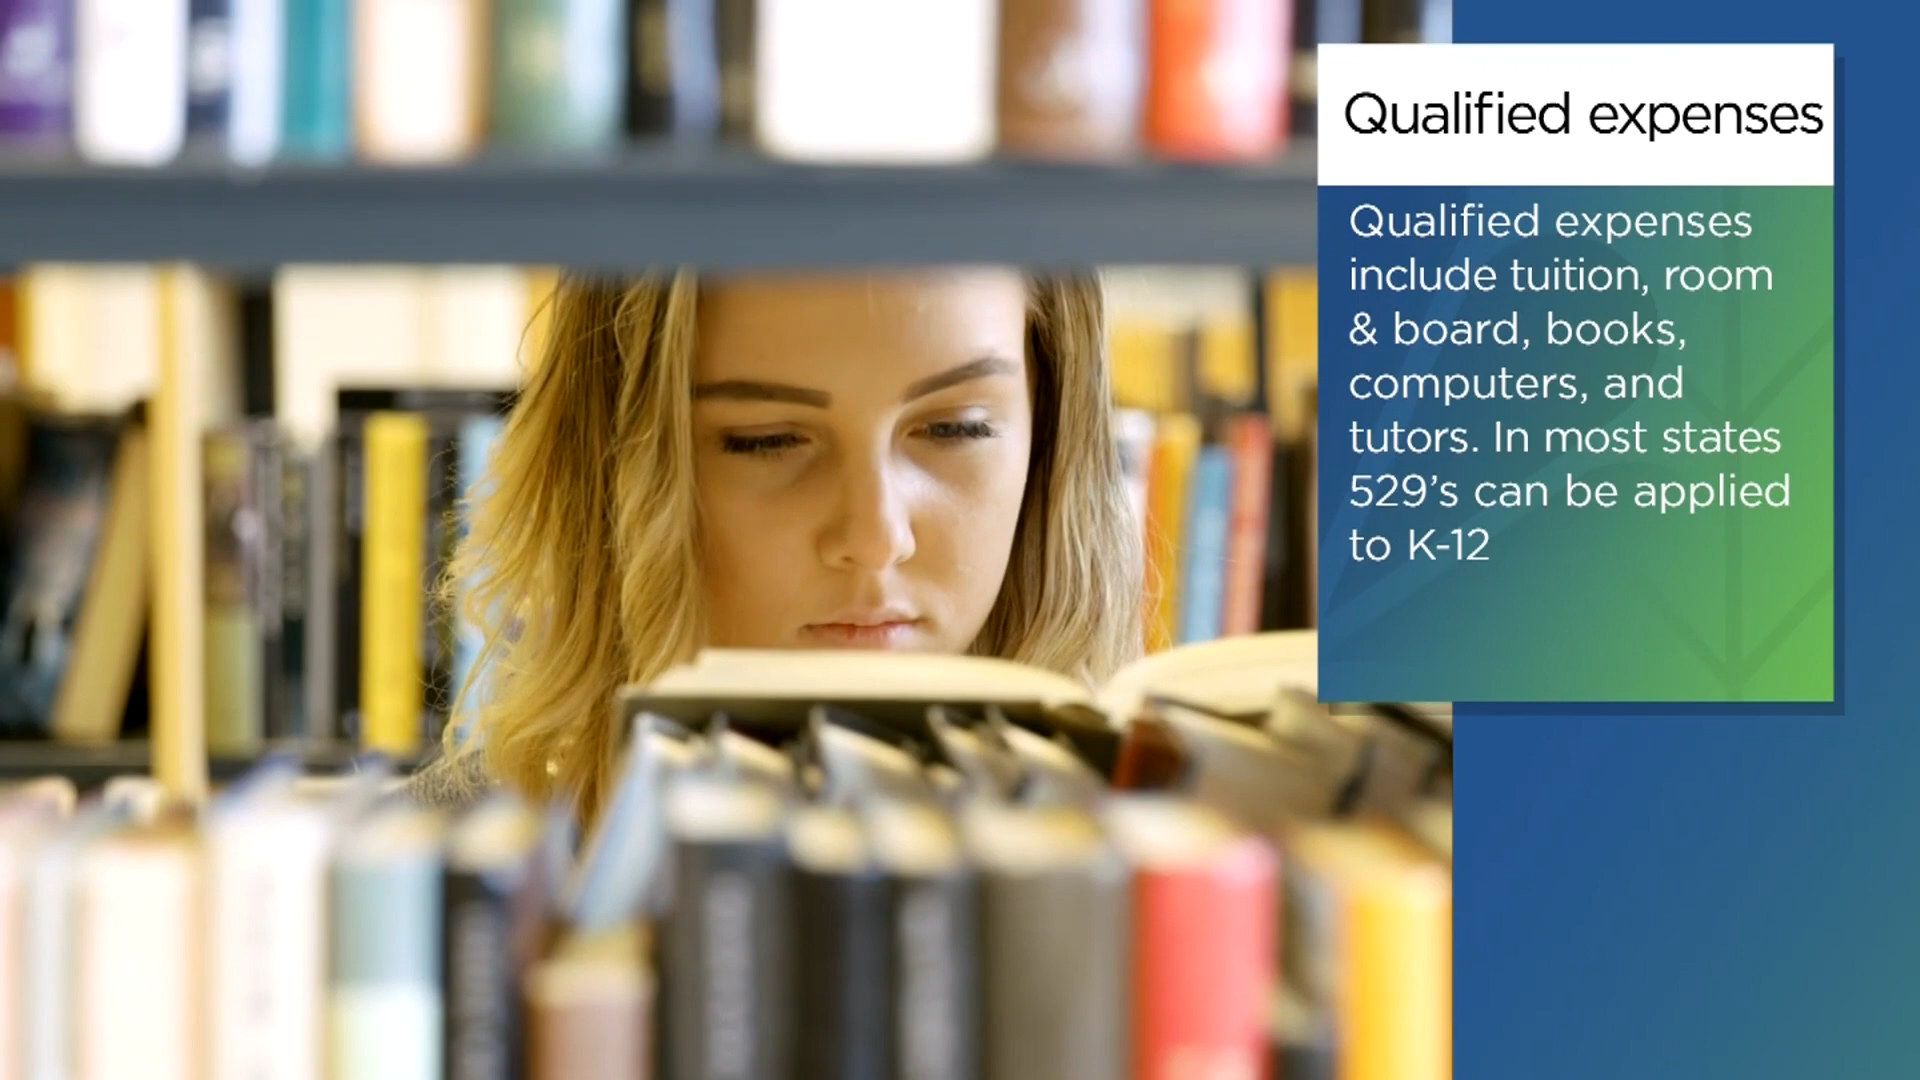 Qualified expenses
Qualified expenses
include tuition, room
& board, books,
computers, and
tutors. In most states
529’s can be applied
to K-12